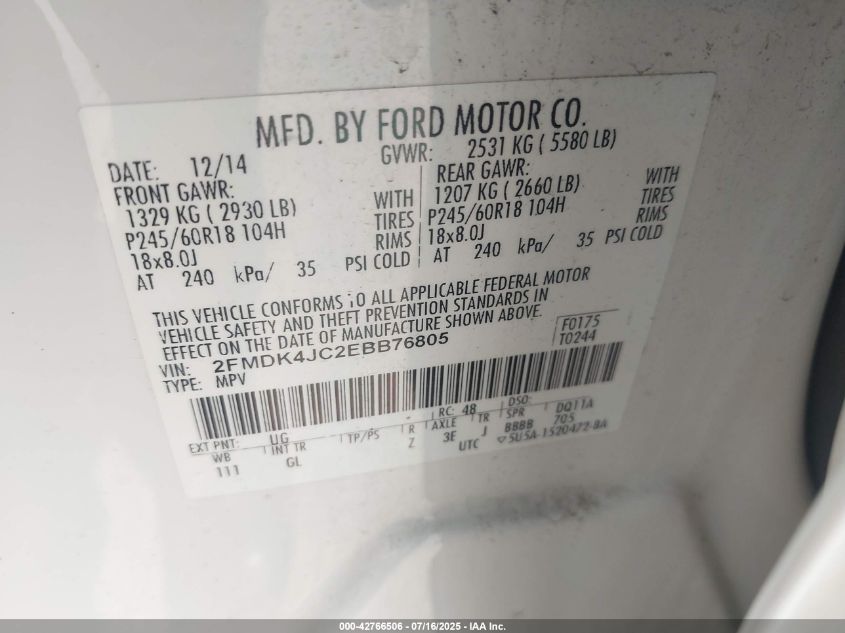 MFD. BY FORD MOTOR CO.
DATE: 12/14 GVWR: 2531 KG ( 5580 LB)
FRONT GAWR: REAR GAWR:
1329 KG ( 2930 LB) WITH 1207 KG ( 2660 LB) WITH
P245/60R18 104H TIRES P245/60R18 104H TIRES
18x8.0J RIMS 18x8.0J RIMS
AT 240 kPa/ 35 PSI COLD AT 240 kPa/ 35 PSI COLD
THIS VEHICLE CONFORMS TO ALL APPLICABLE FEDERAL MOTOR
VEHICLE SAFETY AND THEFT PREVENTION STANDARDS IN
EFFECT ON THE DATE OF MANUFACTURE SHOWN ABOVE.
VIN: 2FMDK4JC2EBB76805 F0175
TYPE: MPV T0244
EXT PNT: UG RC: 48 DSO:
WB INT TR TP/PS R AXLE TR SPR DQ11A
111 GL Z 3E J BBBB 705
UTC ▽5U5A-1520472-BA
000-42766506 - 07/16/2025 - IAA Inc.